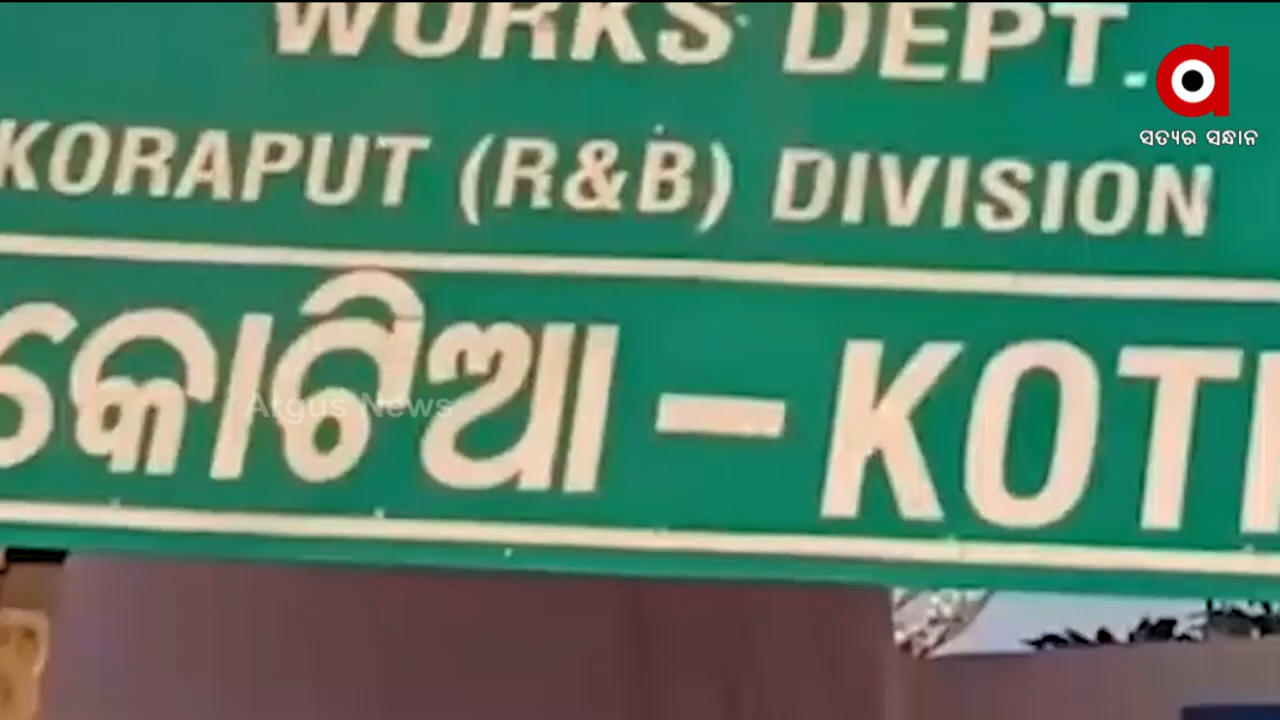 WORKS DEPT.
ସତ୍ୟର ସନ୍ଧାନ
KORAPUT (R&B) DIVISION
କୋଟିଆ – KOTI
Argus News